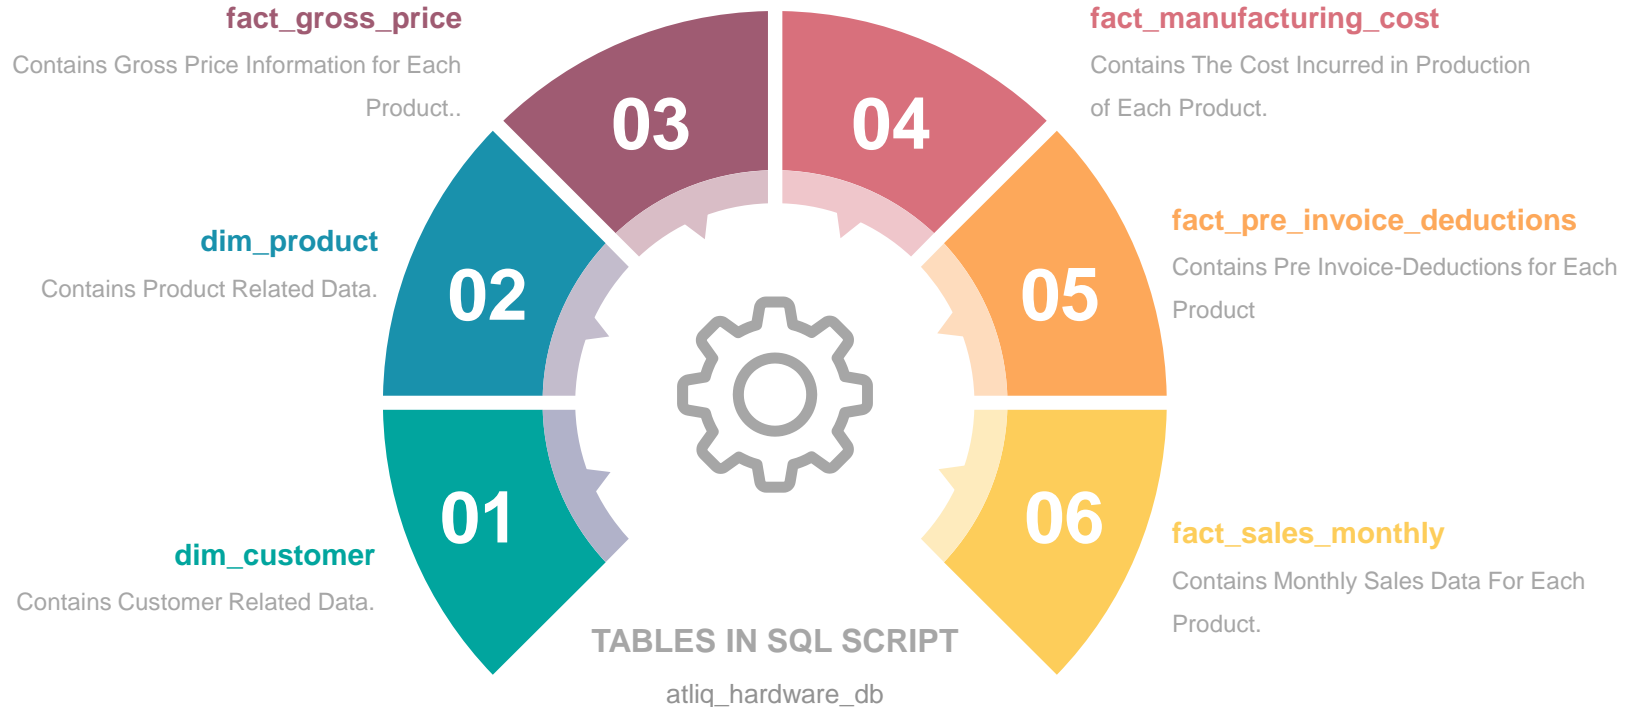 fact_gross_price
Contains Gross Price Information for Each
Product..
03
04
fact_manufacturing_cost
Contains The Cost Incurred in Production
of Each Product.
dim_product
Contains Product Related Data.
02
05
fact_pre_invoice_deductions
Contains Pre Invoice-Deductions for Each
Product
dim_customer
Contains Customer Related Data.
01
06
fact_sales_monthly
Contains Monthly Sales Data For Each
Product.
TABLES IN SQL SCRIPT
atliq_hardware_db